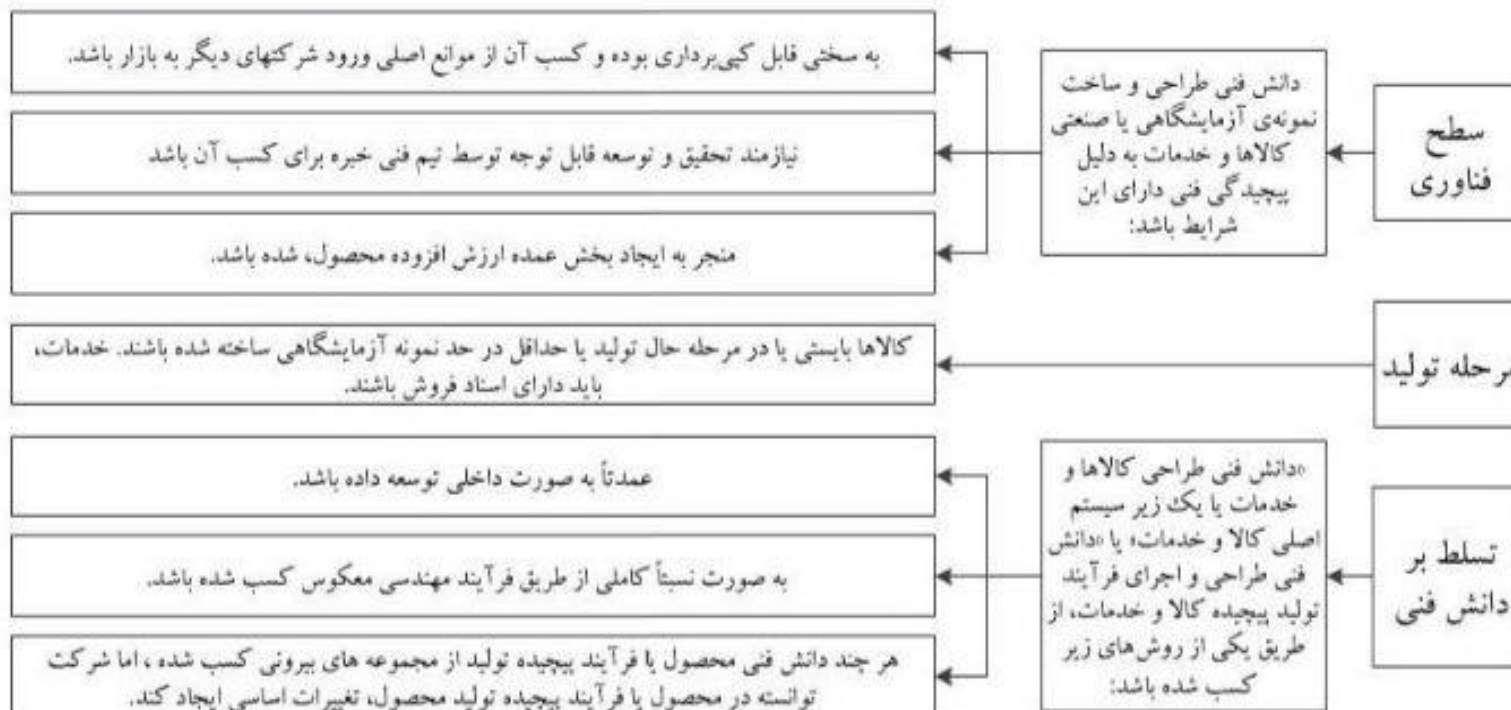 سطح
فناوری
دانش فنی طراحی و ساخت
نمونه‌ی آزمایشگاهی یا صنعتی
کالاها و خدمات به دلیل
پیچیدگی فنی دارای این
شرایط باشد:
به سختی قابل کپی‌برداری بوده و کسب آن از موانع اصلی ورود شرکتهای دیگر به بازار باشد.
نیازمند تحقیق و توسعه قابل توجه توسط تیم فنی خبره برای کسب آن باشد
منجر به ایجاد بخش عمده ارزش افزوده محصول، شده باشد.
مرحله تولید
کالاها بایستی یا در مرحله حال تولید یا حداقل در حد نمونه آزمایشگاهی ساخته شده باشند. خدمات،
باید دارای اسناد فروش باشند.
تسلط بر
دانش فنی
«دانش فنی طراحی کالاها و
خدمات یا یک زیر سیستم
اصلی کالا و خدمات» یا «دانش
فنی طراحی و اجرای فرآیند
تولید پیچیده کالا و خدمات، از
طریق یکی از روش‌های زیر
کسب شده باشد:
عمدتاً به صورت داخلی توسعه داده باشد.
به صورت نسبتاً کاملی از طریق فرآیند مهندسی معکوس کسب شده باشد.
هر چند دانش فنی محصول یا فرآیند پیچیده تولید از مجموعه های بیرونی کسب شده ، اما شرکت
توانسته در محصول یا فرآیند پیچیده تولید محصول، تغییرات اساسی ایجاد کند.